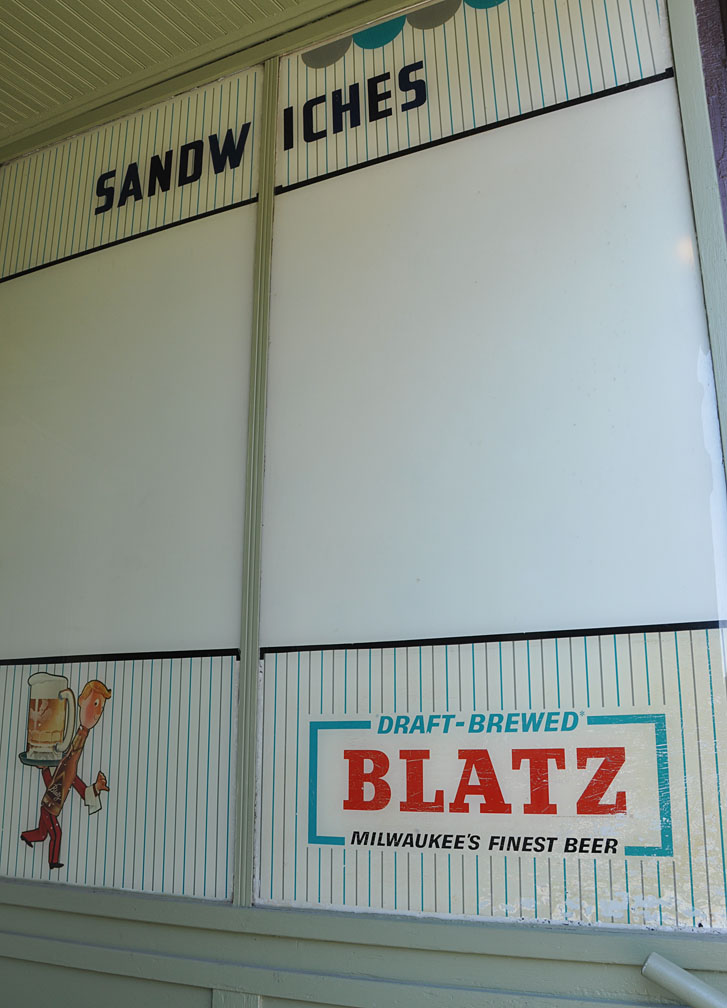 SANDWICHES
DRAFT-BREWED®
BLATZ
MILWAUKEE'S FINEST BEER